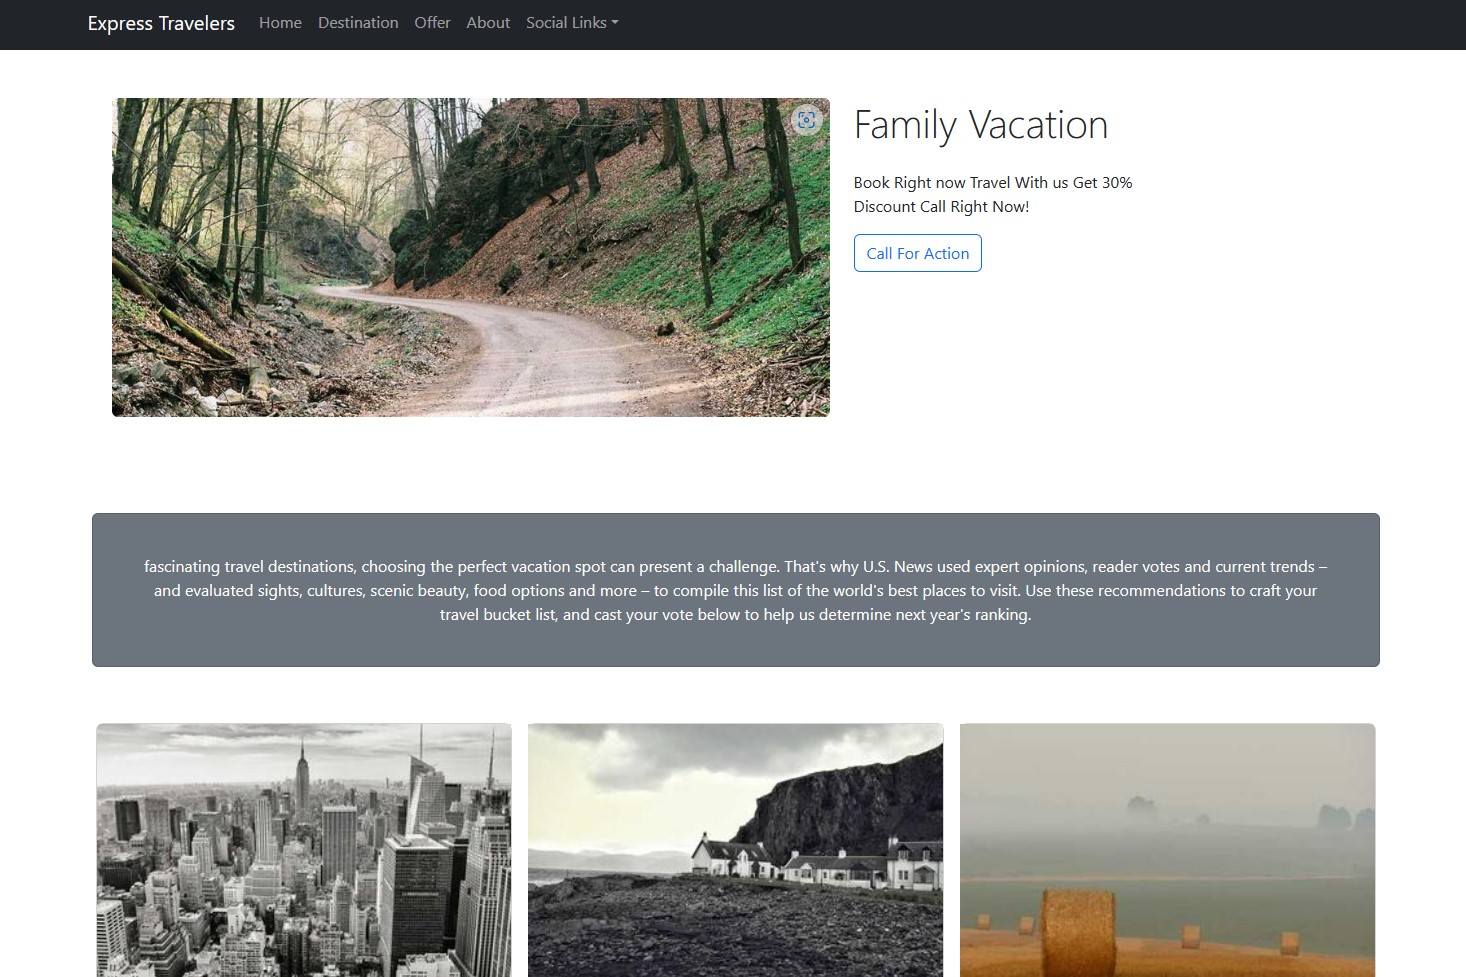 Express Travelers Home Destination Offer About Social Links
Family Vacation
Book Right now Travel With us Get 30%
Discount Call Right Now!
Call For Action
fascinating travel destinations, choosing the perfect vacation spot can present a challenge. That's why U.S. News used expert opinions, reader votes and current trends –
and evaluated sights, cultures, scenic beauty, food options and more – to compile this list of the world's best places to visit. Use these recommendations to craft your
travel bucket list, and cast your vote below to help us determine next year's ranking.